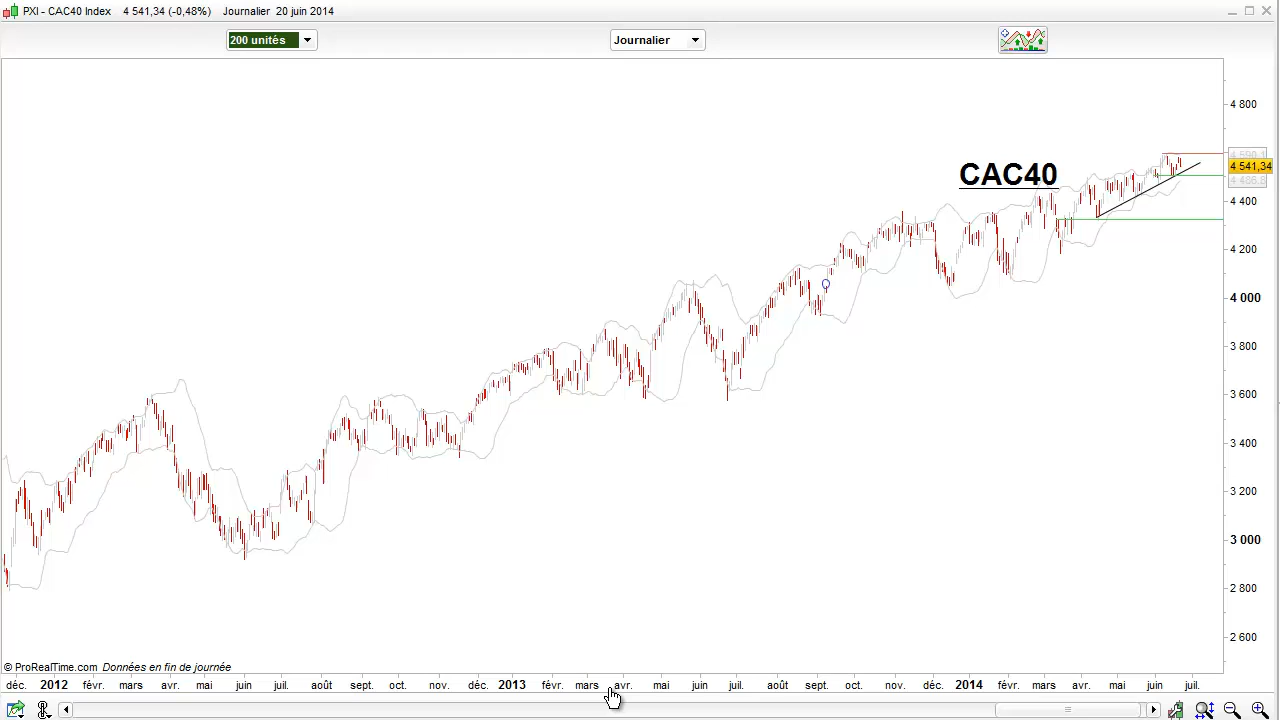 PXI - CAC40 Index 4 541,34 (-0,48%) Journalier 20 juin 2014
200 unités
Journalier
CAC40
4 800
4 541,34
4 400
4 200
4 000
3 800
3 600
3 400
3 200
3 000
2 800
2 600
© ProRealTime.com Données en fin de journée
déc. 2012 févr. mars avr. mai juin juil. août sept. oct. nov. déc. 2013 févr. mars avr. mai juin juil. août sept. oct. nov. déc. 2014 févr. mars avr. mai juin juil.